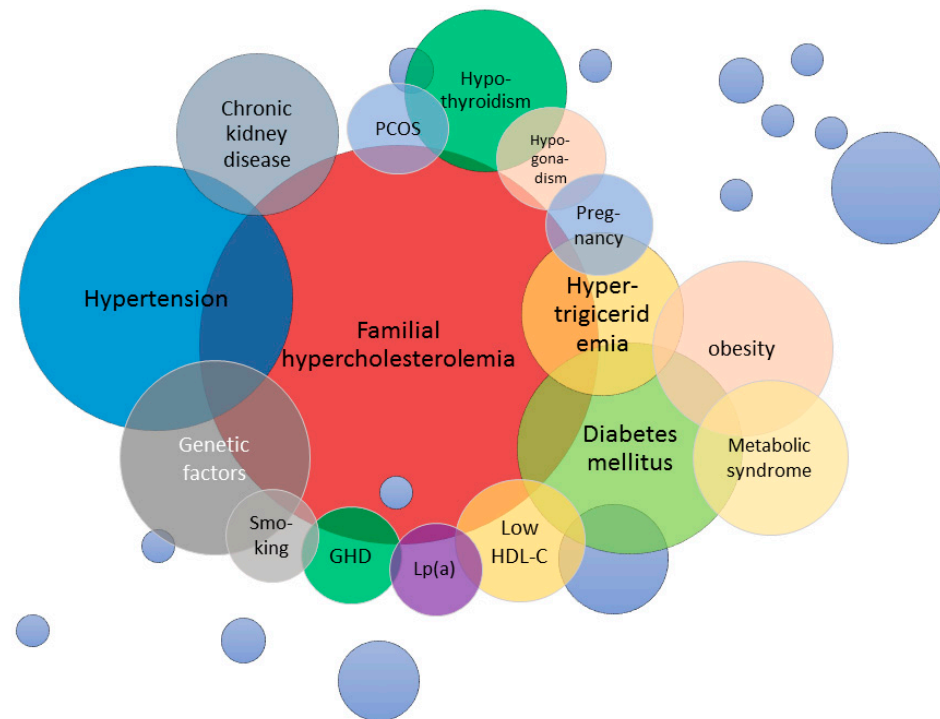 Hypo-
thyroidism
Chronic
kidney
disease
PCOS
Hypo-
gona-
dism
Preg-
nancy
Hypertension
Hyper-
trigicerid
emia
Familial
hypercholesterolemia
obesity
Genetic
factors
Diabetes
mellitus
Metabolic
syndrome
Smo-
king
GHD
Lp(a)
Low
HDL-C